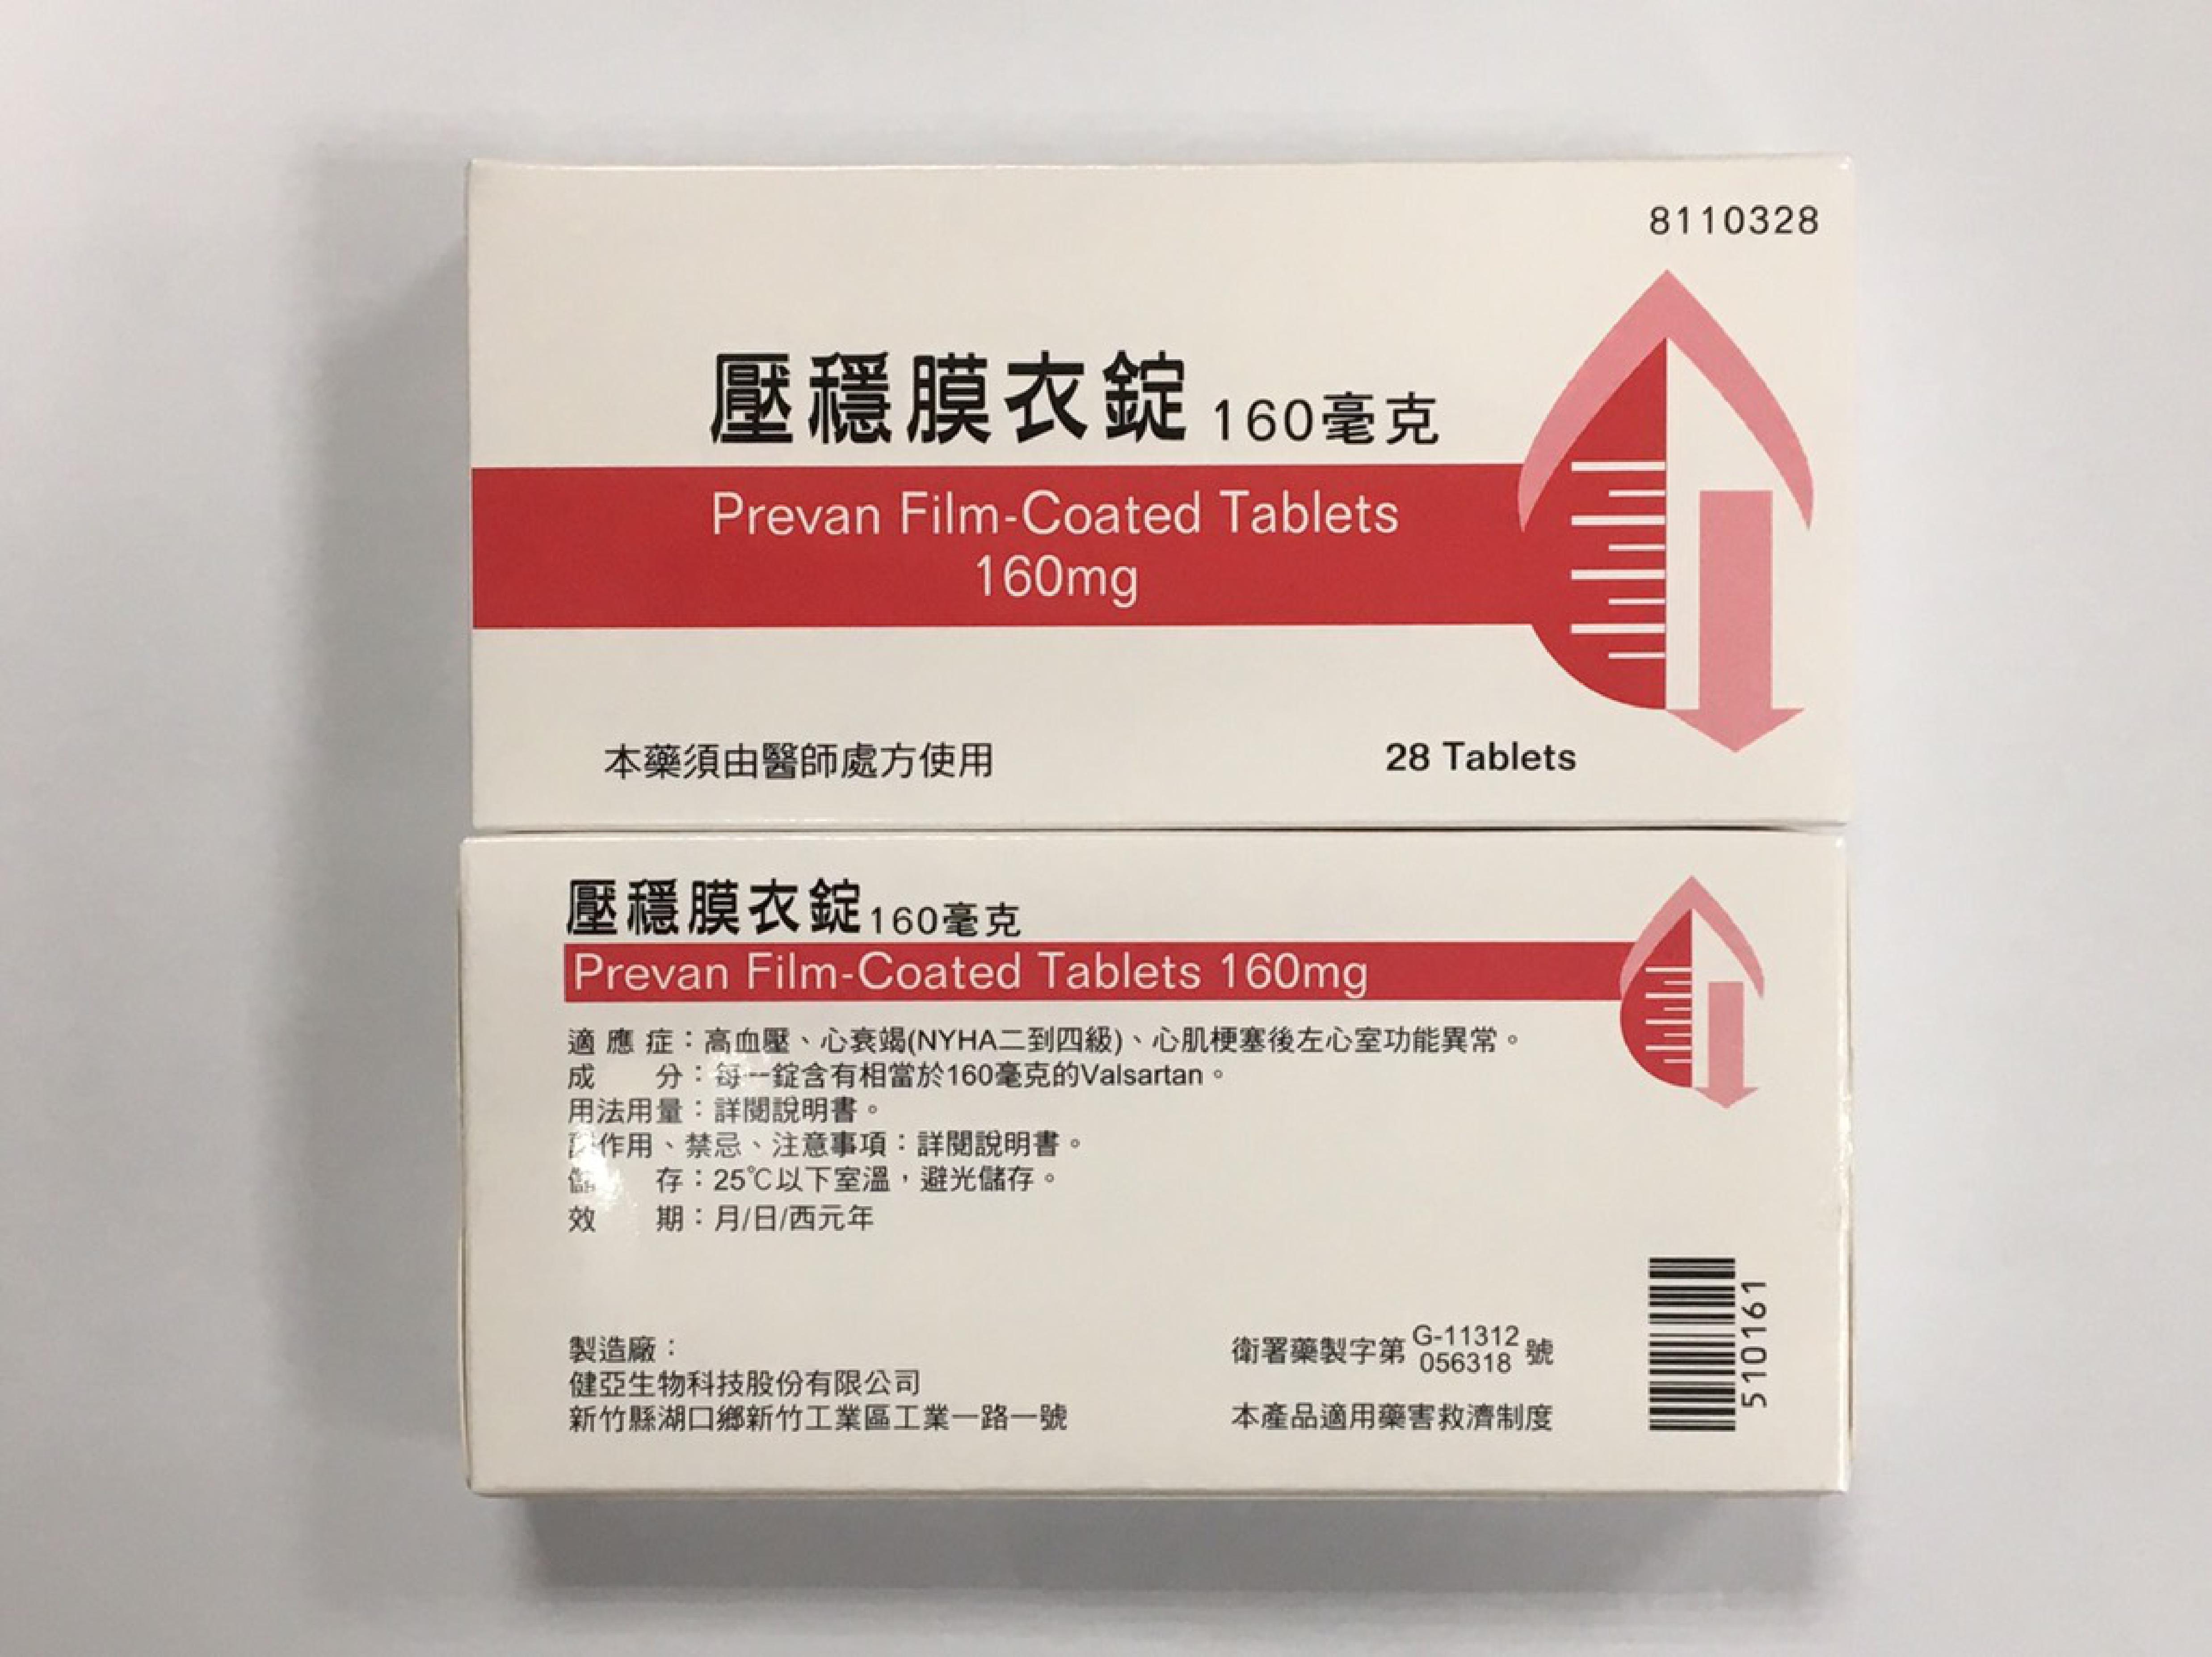 8110328
壓穩膜衣錠 160毫克
Prevan Film-Coated Tablets
160mg
本藥須由醫師處方使用
28 Tablets
壓穩膜衣錠160毫克
Prevan Film-Coated Tablets 160mg
適應症：高血壓、心衰竭(NYHA二到四級)、心肌梗塞後左心室功能異常。
成　　分：每一錠含有相當於160毫克的Valsartan。
用法用量：詳閱說明書。
副作用、禁忌、注意事項：詳閱說明書。
儲　　存：25℃以下室溫，避光儲存。
效　　期：月/日/西元年
製造廠：
健亞生物科技股份有限公司
新竹縣湖口鄉新竹工業區工業一路一號
衛署藥製字第 G-11312
056318 號
本產品適用藥害救濟制度
510161